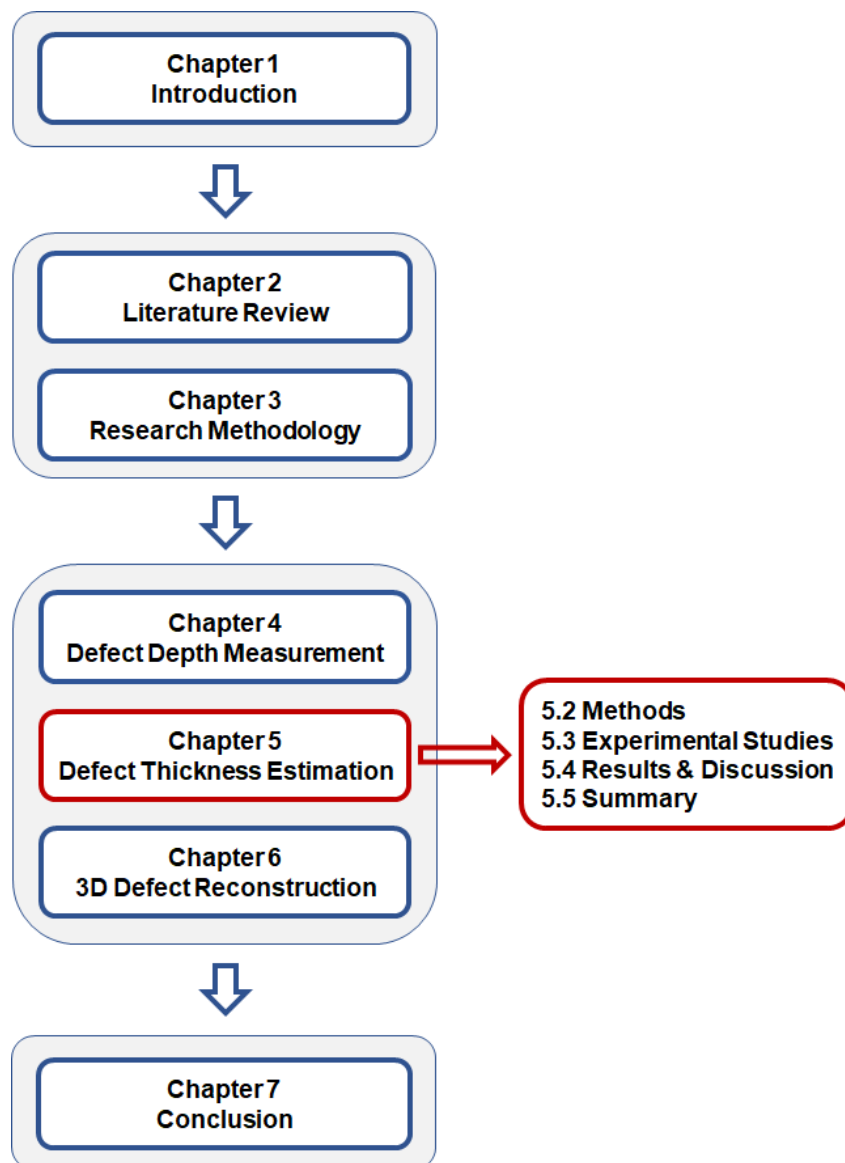 Chapter 1
Introduction
Chapter 2
Literature Review
Chapter 3
Research Methodology
Chapter 4
Defect Depth Measurement
Chapter 5
Defect Thickness Estimation
5.2 Methods
5.3 Experimental Studies
5.4 Results & Discussion
5.5 Summary
Chapter 6
3D Defect Reconstruction
Chapter 7
Conclusion